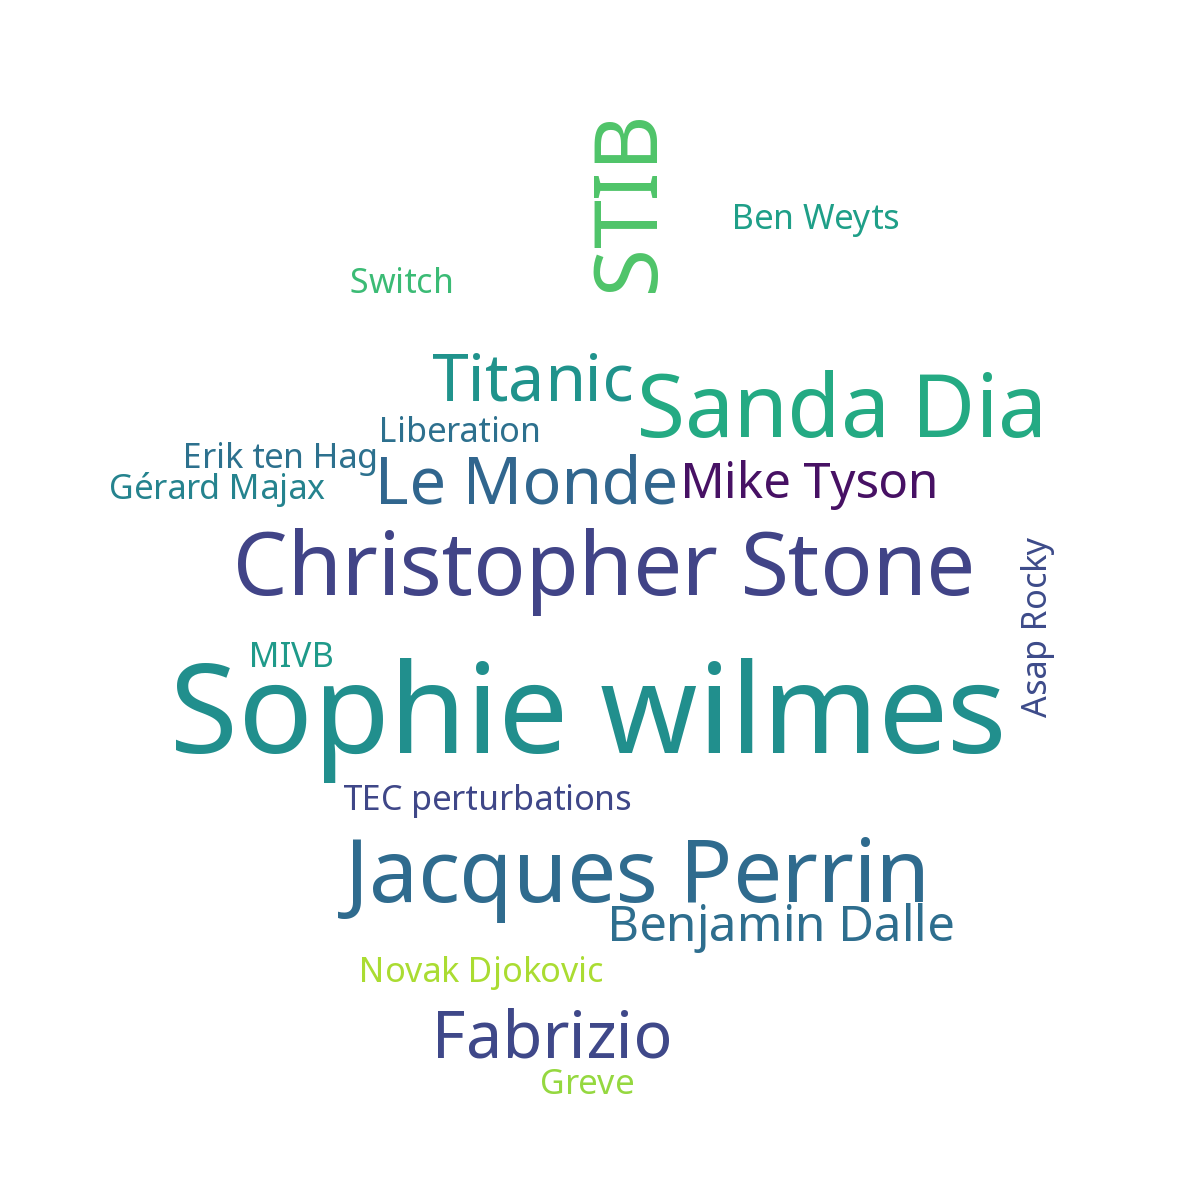 STIB
Ben Weyts
Switch
Titanic
Sanda Dia
Liberation
Erik ten Hag
Le Monde
Mike Tyson
Gérard Majax
Christopher Stone
Asap Rocky
MIVB
Sophie wilmes
TEC perturbations
Jacques Perrin
Benjamin Dalle
Novak Djokovic
Fabrizio
Greve